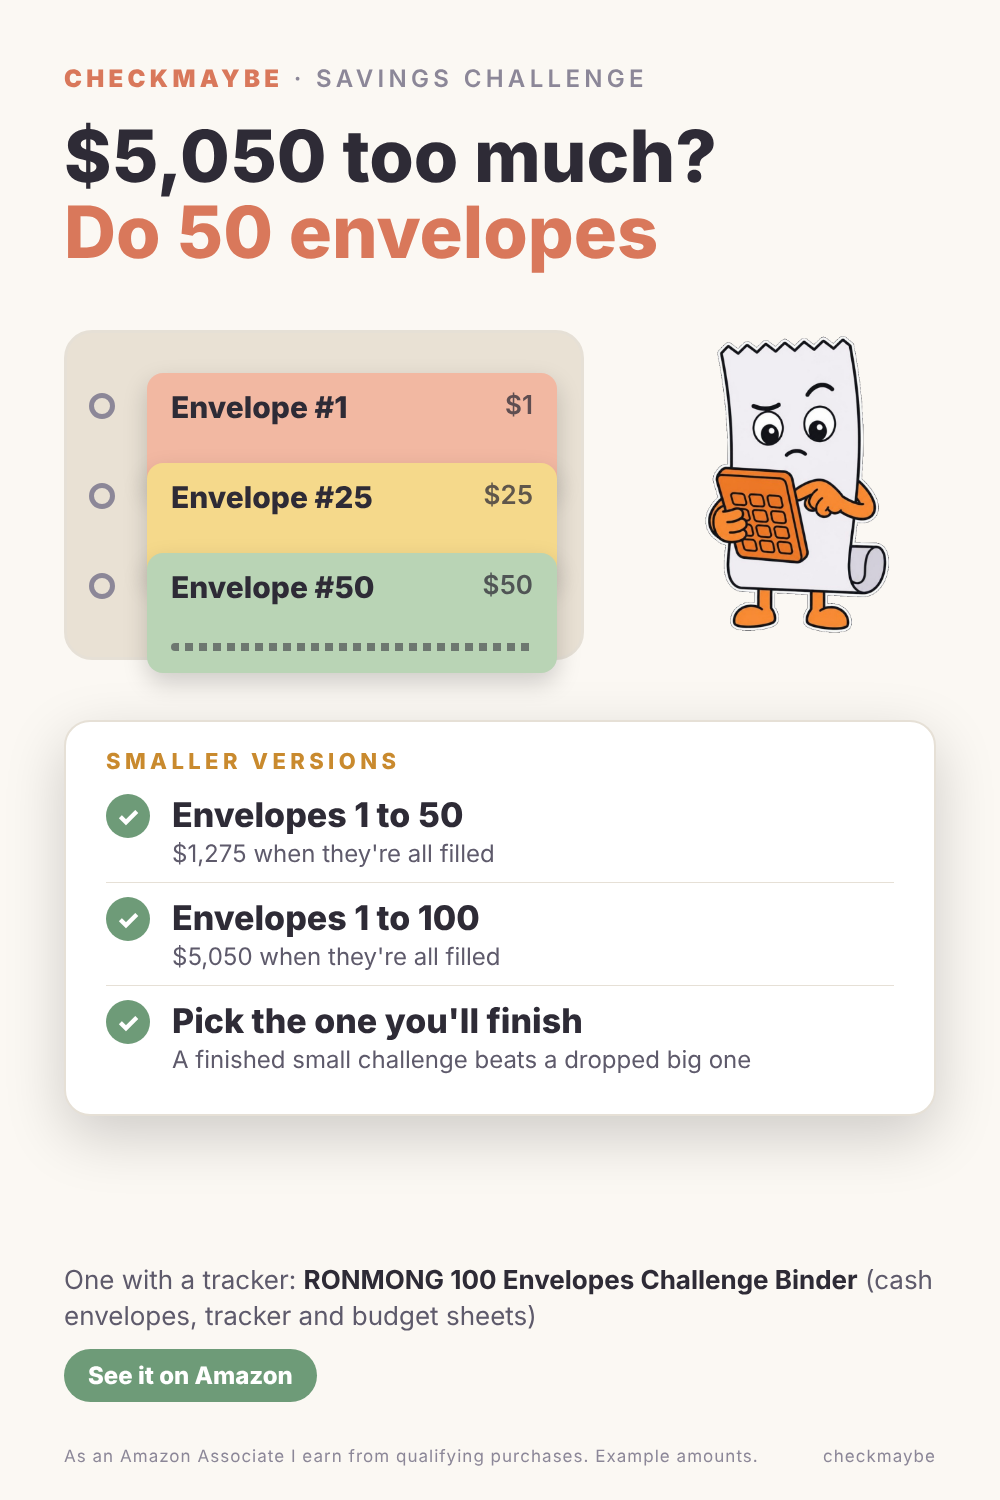 CHECKMAYBE · SAVINGS CHALLENGE
$5,050 too much?
Do 50 envelopes
Envelope #1 $1
Envelope #25 $25
Envelope #50 $50
SMALLER VERSIONS
Envelopes 1 to 50
$1,275 when they're all filled
Envelopes 1 to 100
$5,050 when they're all filled
Pick the one you'll finish
A finished small challenge beats a dropped big one
One with a tracker: RONMONG 100 Envelopes Challenge Binder (cash
envelopes, tracker and budget sheets)
See it on Amazon
As an Amazon Associate I earn from qualifying purchases. Example amounts. checkmaybe